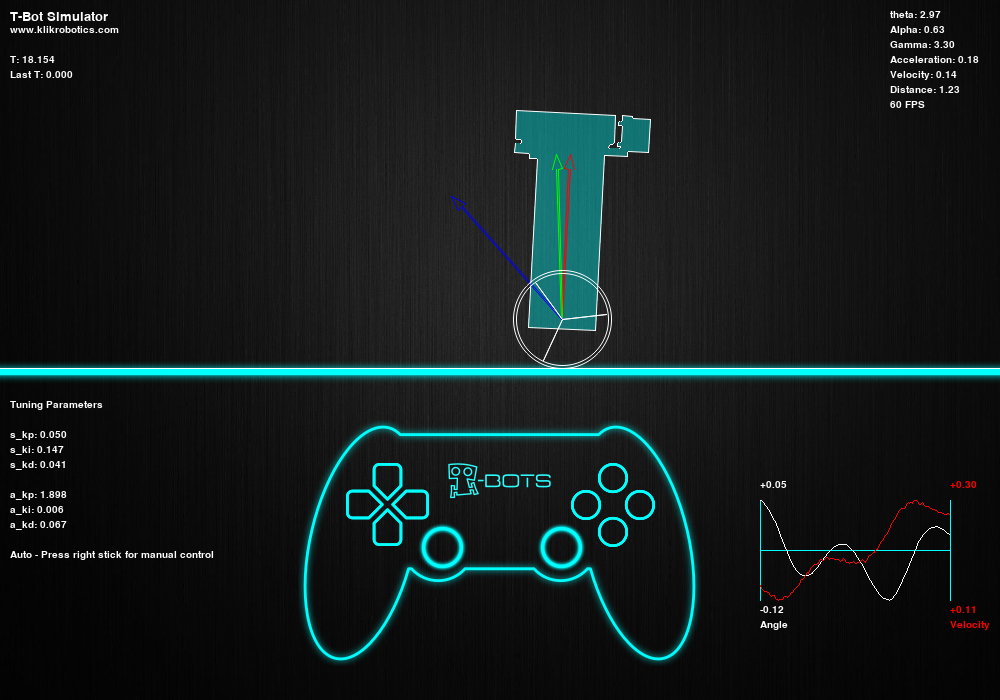 T-Bot Simulator
www.klikrobotics.com
T: 18.154
Last T: 0.000
theta: 2.97
Alpha: 0.63
Gamma: 3.30
Acceleration: 0.18
Velocity: 0.14
Distance: 1.23
60 FPS
Tuning Parameters
s_kp: 0.050
s_ki: 0.147
s_kd: 0.041
a_kp: 1.898
a_ki: 0.006
a_kd: 0.067
Auto - Press right stick for manual control
-BOTS
+0.05
+0.30
-0.12
+0.11
Angle
Velocity